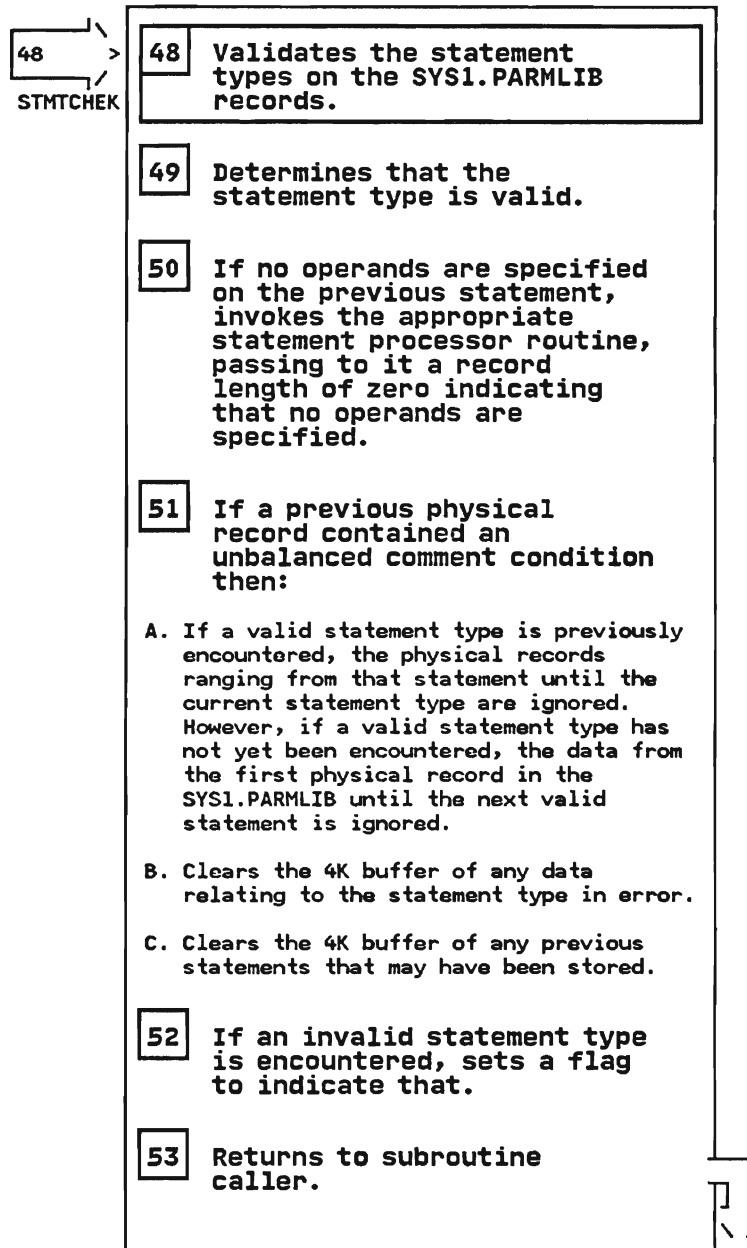 48 >
STMTCHEK
48 Validates the statement
types on the SYS1.PARMLIB
records.
49 Determines that the
statement type is valid.
50 If no operands are specified
on the previous statement,
invokes the appropriate
statement processor routine,
passing to it a record
length of zero indicating
that no operands are
specified.
51 If a previous physical
record contained an
unbalanced comment condition
then:
A. If a valid statement type is previously
encountered, the physical records
ranging from that statement until the
current statement type are ignored.
However, if a valid statement type has
not yet been encountered, the data from
the first physical record in the
SYS1.PARMLIB until the next valid
statement is ignored.
B. Clears the 4K buffer of any data
relating to the statement type in error.
C. Clears the 4K buffer of any previous
statements that may have been stored.
52 If an invalid statement type
is encountered, sets a flag
to indicate that.
53 Returns to subroutine
caller.